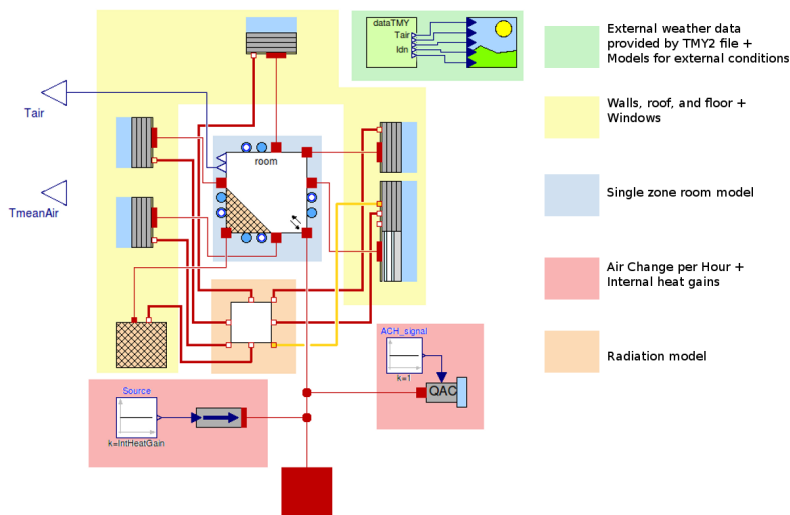 dataTMY
Tair
Idn
External weather data
provided by TMY2 file +
Models for external conditions
Tair
Walls, roof, and floor +
Windows
room
TmeanAir
Single zone room model
Air Change per Hour +
Internal heat gains
ACH_signal
k=1
QAC
Radiation model
Source
k=IntHeatGain